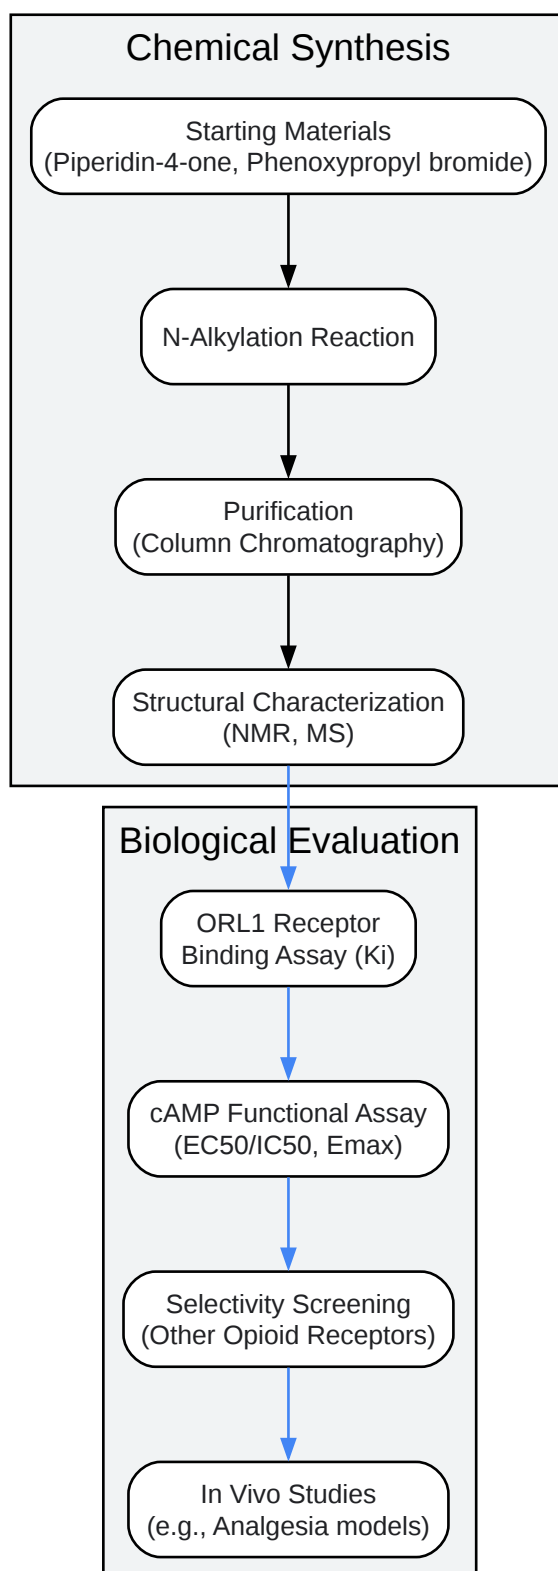 Chemical Synthesis
Starting Materials
(Piperidin-4-one, Phenoxypropyl bromide)
N-Alkylation Reaction
Purification
(Column Chromatography)
Structural Characterization
(NMR, MS)
Biological Evaluation
ORL1 Receptor
Binding Assay (Ki)
cAMP Functional Assay
(EC50/IC50, Emax)
Selectivity Screening
(Other Opioid Receptors)
In Vivo Studies
(e.g., Analgesia models)